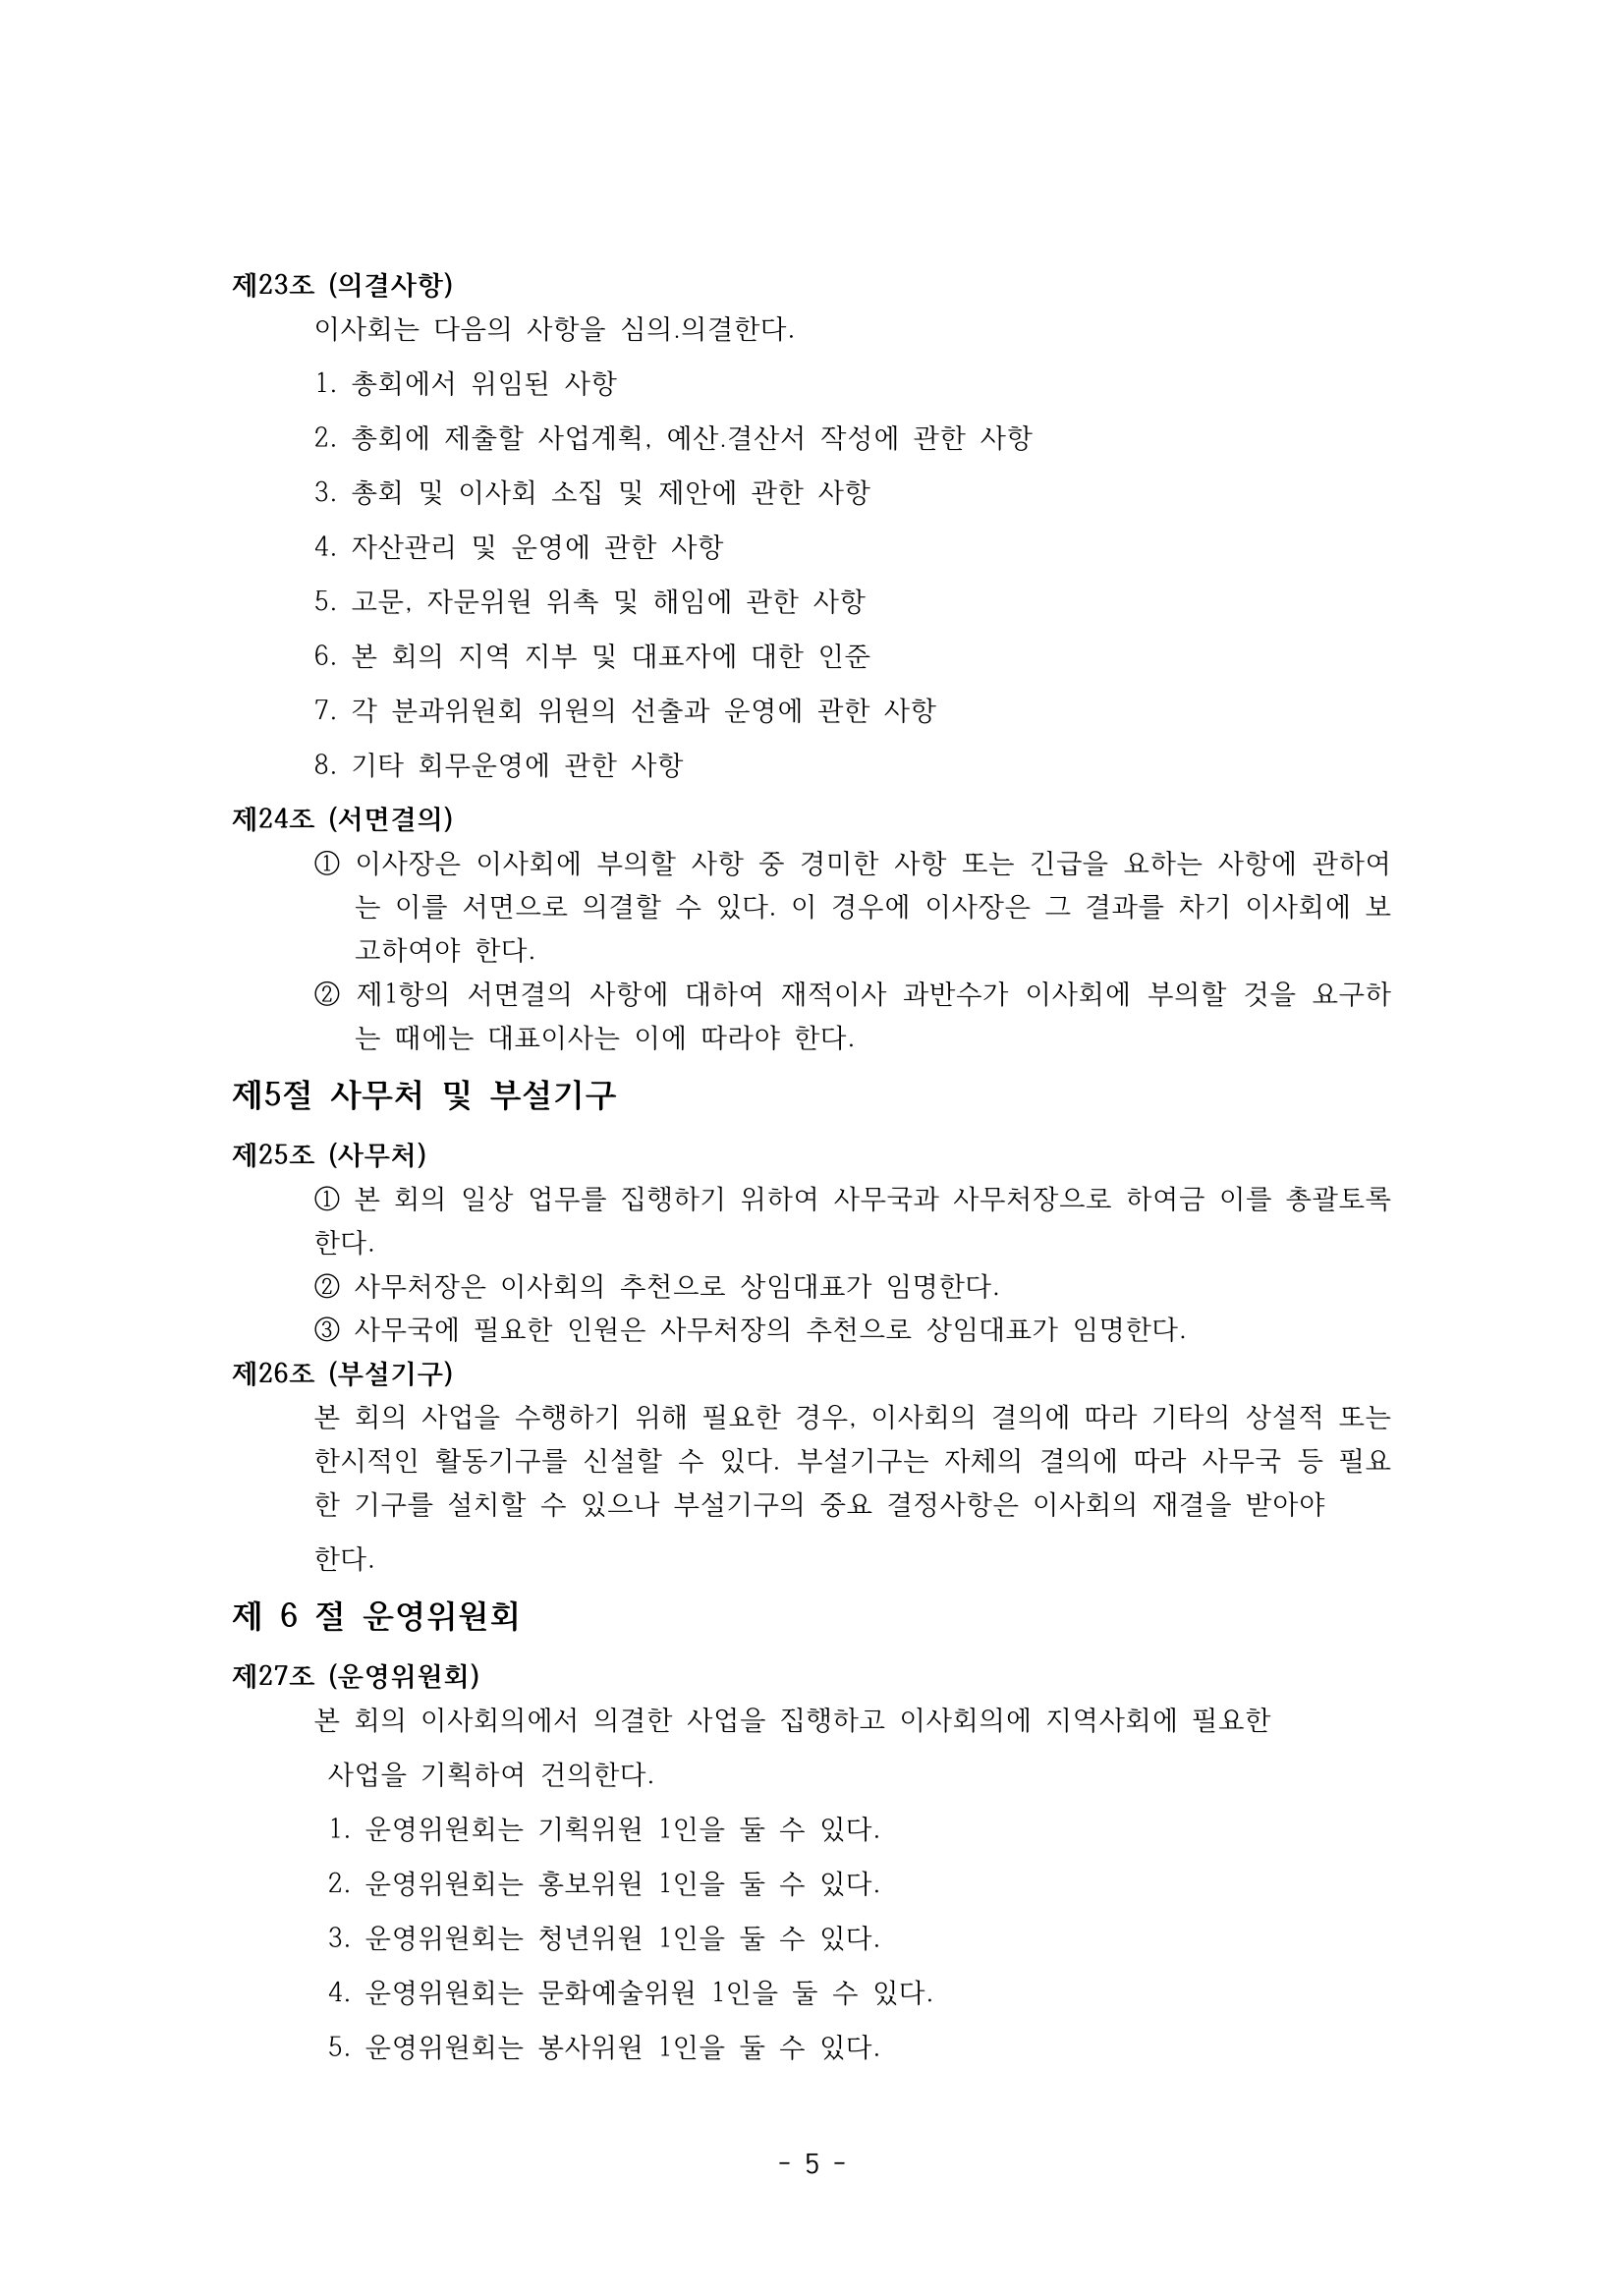 제23조 (의결사항)
이사회는 다음의 사항을 심의.의결한다.
1. 총회에서 위임된 사항
2. 총회에 제출할 사업계획, 예산.결산서 작성에 관한 사항
3. 총회 및 이사회 소집 및 제안에 관한 사항
4. 자산관리 및 운영에 관한 사항
5. 고문, 자문위원 위촉 및 해임에 관한 사항
6. 본 회의 지역 지부 및 대표자에 대한 인준
7. 각 분과위원회 위원의 선출과 운영에 관한 사항
8. 기타 회무운영에 관한 사항
제24조 (서면결의)
① 이사장은 이사회에 부의할 사항 중 경미한 사항 또는 긴급을 요하는 사항에 관하여
는 이를 서면으로 의결할 수 있다. 이 경우에 이사장은 그 결과를 차기 이사회에 보
고하여야 한다.
② 제1항의 서면결의 사항에 대하여 재적이사 과반수가 이사회에 부의할 것을 요구하
는 때에는 대표이사는 이에 따라야 한다.
제5절 사무처 및 부설기구
제25조 (사무처)
① 본 회의 일상 업무를 집행하기 위하여 사무국과 사무처장으로 하여금 이를 총괄토록
한다.
② 사무처장은 이사회의 추천으로 상임대표가 임명한다.
③ 사무국에 필요한 인원은 사무처장의 추천으로 상임대표가 임명한다.
제26조 (부설기구)
본 회의 사업을 수행하기 위해 필요한 경우, 이사회의 결의에 따라 기타의 상설적 또는
한시적인 활동기구를 신설할 수 있다. 부설기구는 자체의 결의에 따라 사무국 등 필요
한 기구를 설치할 수 있으나 부설기구의 중요 결정사항은 이사회의 재결을 받아야
한다.
제 6 절 운영위원회
제27조 (운영위원회)
본 회의 이사회의에서 의결한 사업을 집행하고 이사회의에 지역사회에 필요한
사업을 기획하여 건의한다.
1. 운영위원회는 기획위원 1인을 둘 수 있다.
2. 운영위원회는 홍보위원 1인을 둘 수 있다.
3. 운영위원회는 청년위원 1인을 둘 수 있다.
4. 운영위원회는 문화예술위원 1인을 둘 수 있다.
5. 운영위원회는 봉사위원 1인을 둘 수 있다.
- 5 -